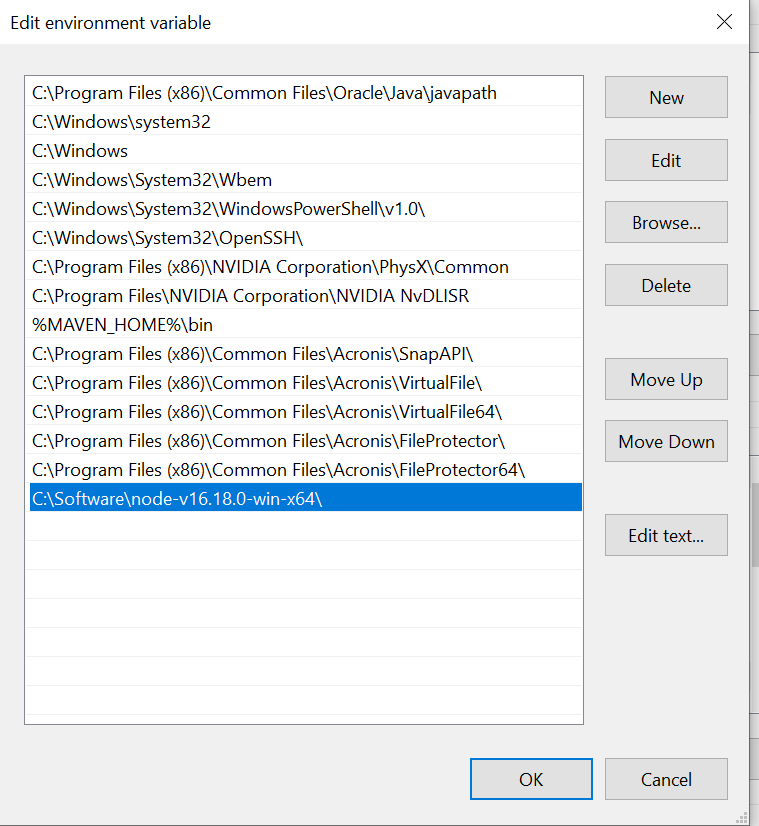 Edit environment variable
C:\Program Files (x86)\Common Files\Oracle\Java\javapath
C:\Windows\system32
C:\Windows
C:\Windows\System32\Wbem
C:\Windows\System32\WindowsPowerShell\v1.0\
C:\Windows\System32\OpenSSH\
C:\Program Files (x86)\NVIDIA Corporation\PhysX\Common
C:\Program Files\NVIDIA Corporation\NVIDIA NvDLISR
%MAVEN_HOME%\bin
C:\Program Files (x86)\Common Files\Acronis\SnapAPI\
C:\Program Files (x86)\Common Files\Acronis\VirtualFile\
C:\Program Files (x86)\Common Files\Acronis\VirtualFile64\
C:\Program Files (x86)\Common Files\Acronis\FileProtector\
C:\Program Files (x86)\Common Files\Acronis\FileProtector64\
C:\Software\node-v16.18.0-win-x64\
New
Edit
Browse...
Delete
Move Up
Move Down
Edit text...
OK
Cancel